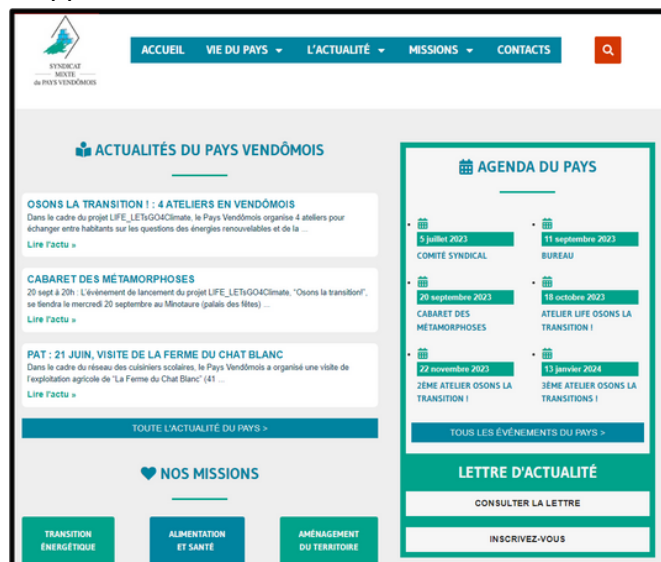 SYNDICAT
MIXTE
du PAYS VENDÔMOIS
ACCUEIL VIE DU PAYS L'ACTUALITÉ MISSIONS CONTACTS
ACTUALITÉS DU PAYS VENDÔMOIS
OSONS LA TRANSITION ! : 4 ATELIERS EN VENDÔMOIS
Dans le cadre du projet LIFE_LETsGO4Climate, le Pays Vendômois organise 4 ateliers pour
échanger entre habitants sur les questions des énergies renouvelables et de la ...
Lire l'actu »
CABARET DES MÉTAMORPHOSES
20 sept à 20h : L'évènement de lancement du projet LIFE_LETsGO4Climate, "Osons la transition!",
se tiendra le mercredi 20 septembre au Minotaure (palais des fêtes) ...
Lire l'actu »
PAT : 21 JUIN, VISITE DE LA FERME DU CHAT BLANC
Dans le cadre du réseau des cuisiniers scolaires, le Pays Vendômois a organisé une visite de
l'exploitation agricole de "La Ferme du Chat Blanc" (41 ...
Lire l'actu »
TOUTE L'ACTUALITÉ DU PAYS >
NOS MISSIONS
TRANSITION
ÉNERGÉTIQUE
ALIMENTATION
ET SANTÉ
AMÉNAGEMENT
DU TERRITOIRE
AGENDA DU PAYS
5 juillet 2023
COMITÉ SYNDICAL
11 septembre 2023
BUREAU
20 septembre 2023
CABARET DES
MÉTAMORPHOSES
18 octobre 2023
ATELIER LIFE OSONS LA
TRANSITION !
22 novembre 2023
2ÈME ATELIER OSONS LA
TRANSITION !
13 janvier 2024
3ÈME ATELIER OSONS LA
TRANSITIONS !
TOUS LES ÉVÉNEMENTS DU PAYS >
LETTRE D'ACTUALITÉ
CONSULTER LA LETTRE
INSCRIVEZ-VOUS